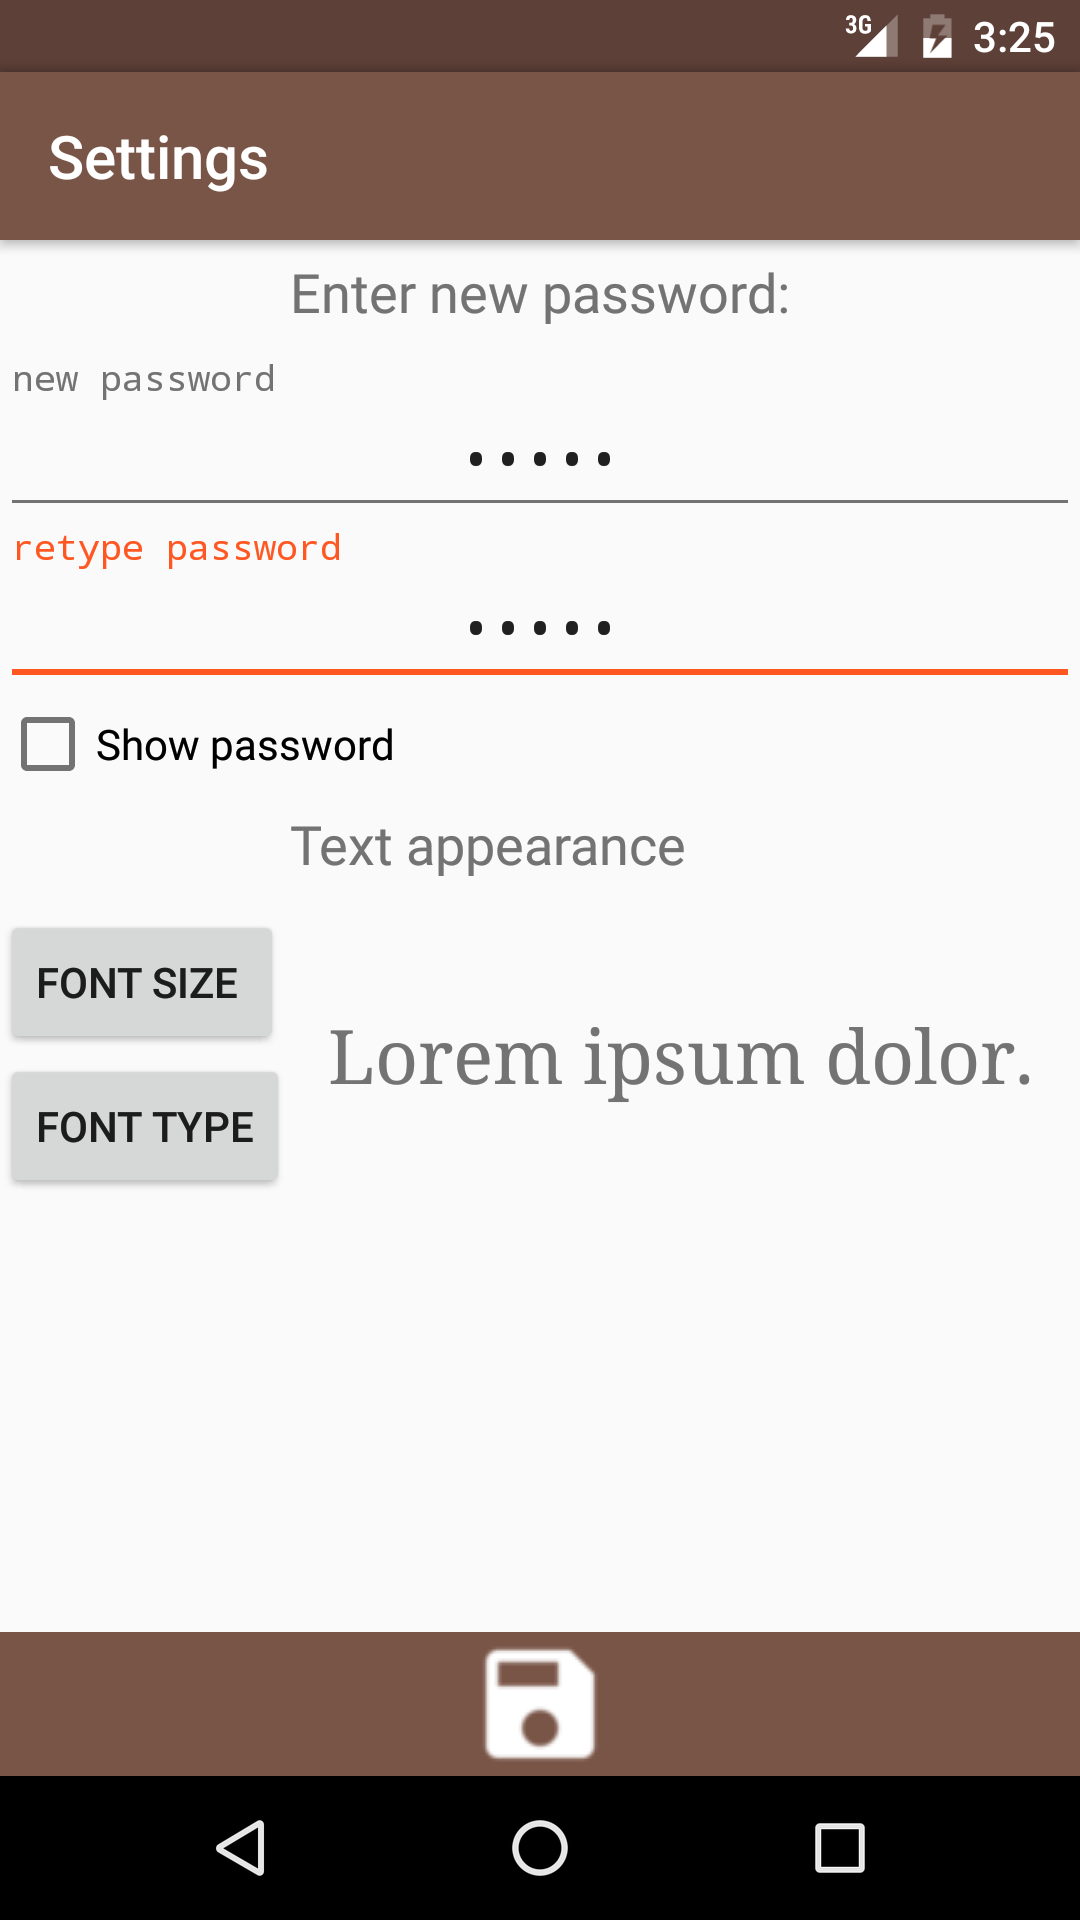 3G 3:25
Settings
Enter new password:
new password
•••••
retype password
•••••
Show password
Text appearance
FONT SIZE
Lorem ipsum dolor.
FONT TYPE